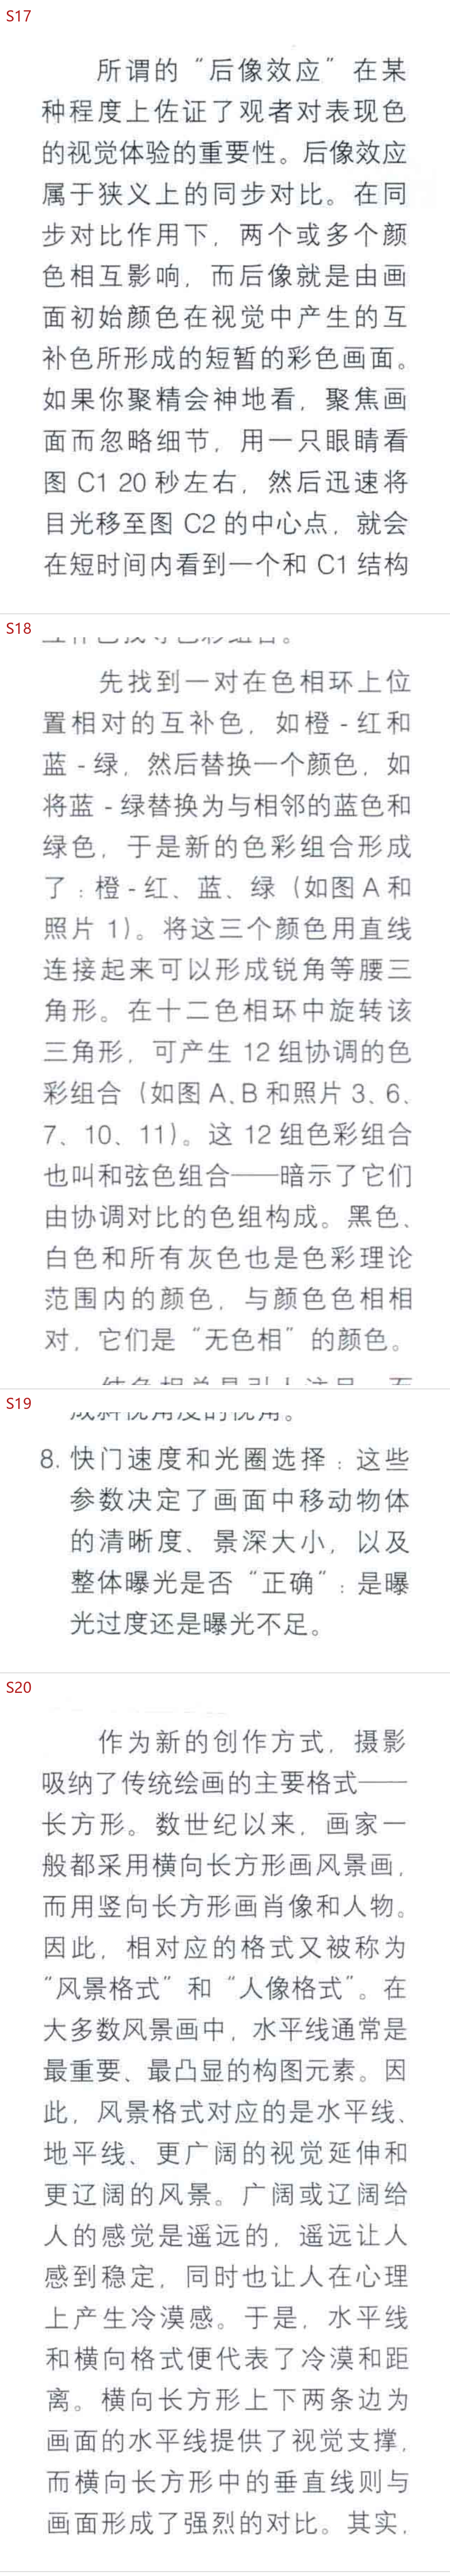 S17
所谓的“后像效应”在某
种程度上佐证了观者对表现色
的视觉体验的重要性。后像效应
属于狭义上的同步对比。在同
步对比作用下，两个或多个颜
色相互影响，而后像就是由画
面初始颜色在视觉中产生的互
补色所形成的短暂的彩色画面。
如果你聚精会神地看，聚焦画
面而忽略细节，用一只眼睛看
图 C1 20 秒左右，然后迅速将
目光移至图 C2 的中心点，就会
在短时间内看到一个和 C1 结构
S18
先找到一对在色相环上位
置相对的互补色，如橙 - 红和
蓝 - 绿，然后替换一个颜色，如
将蓝 - 绿替换为与相邻的蓝色和
绿色，于是新的色彩组合形成
了：橙 - 红、蓝、绿（如图 A 和
照片 1）。将这三个颜色用直线
连接起来可以形成锐角等腰三
角形。在十二色相环中旋转该
三角形，可产生 12 组协调的色
彩组合（如图 A、B 和照片 3、6、
7、10、11）。这 12 组色彩组合
也叫和弦色组合——暗示了它们
由协调对比的色组构成。黑色、
白色和所有灰色也是色彩理论
范围内的颜色，与颜色色相相
对，它们是“无色相”的颜色。
S19
8. 快门速度和光圈选择：这些
参数决定了画面中移动物体
的清晰度、景深大小，以及
整体曝光是否“正确”：是曝
光过度还是曝光不足。
S20
作为新的创作方式，摄影
吸纳了传统绘画的主要格式——
长方形。数世纪以来，画家一
般都采用横向长方形画风景画，
而用竖向长方形画肖像和人物。
因此，相对应的格式又被称为
“风景格式”和“人像格式”。在
大多数风景画中，水平线通常是
最重要、最凸显的构图元素。因
此，风景格式对应的是水平线、
地平线、更广阔的视觉延伸和
更辽阔的风景。广阔或辽阔给
人的感觉是遥远的，遥远让人
感到稳定，同时也让人在心理
上产生冷漠感。于是，水平线
和横向格式便代表了冷漠和距
离。横向长方形上下两条边为
画面的水平线提供了视觉支撑，
而横向长方形中的垂直线则与
画面形成了强烈的对比。其实，